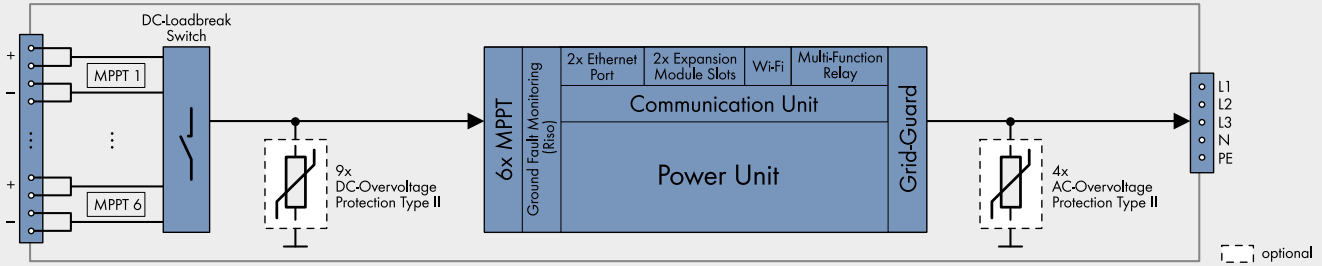 DC-Loadbreak
Switch
+
MPPT 1
−
...
...
+
MPPT 6
−
9x
DC-Overvoltage
Protection Type II
6x MPPT
Ground Fault Monitoring
(Riso)
2x Ethernet
Port
2x Expansion
Module Slots
Wi-Fi
Multi-Function
Relay
Communication Unit
Power Unit
Grid-Guard
4x
AC-Overvoltage
Protection Type II
L1
L2
L3
N
PE
optional